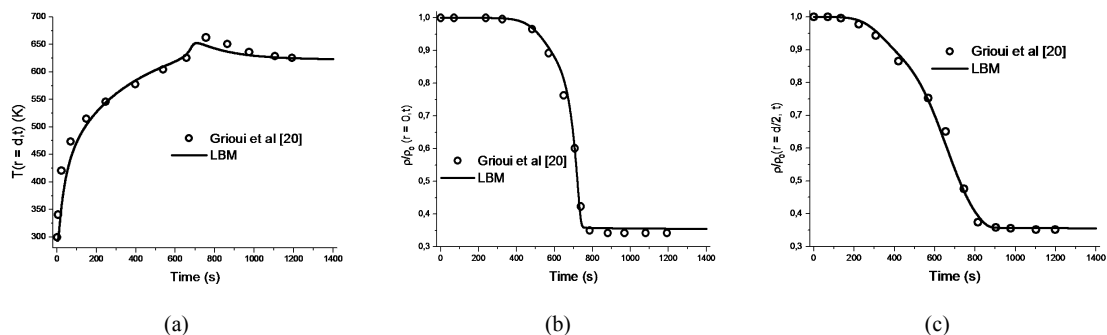 700
650
600
550
500
450
400
350
300
T(r = d,t) (K)
Grioui et al [20]
LBM
0 200 400 600 800 1000 1200 1400
Time (s)
(a)
1,0
0,9
0,8
0,7
0,6
0,5
0,4
0,3
ρ/ρ0 (r = 0,t)
Grioui et al [20]
LBM
0 200 400 600 800 1000 1200 1400
Time (s)
(b)
1,0
0,9
0,8
0,7
0,6
0,5
0,4
0,3
ρ/ρ0(r = d/2, t)
Grioui et al [20]
LBM
0 200 400 600 800 1000 1200 1400
Time (s)
(c)